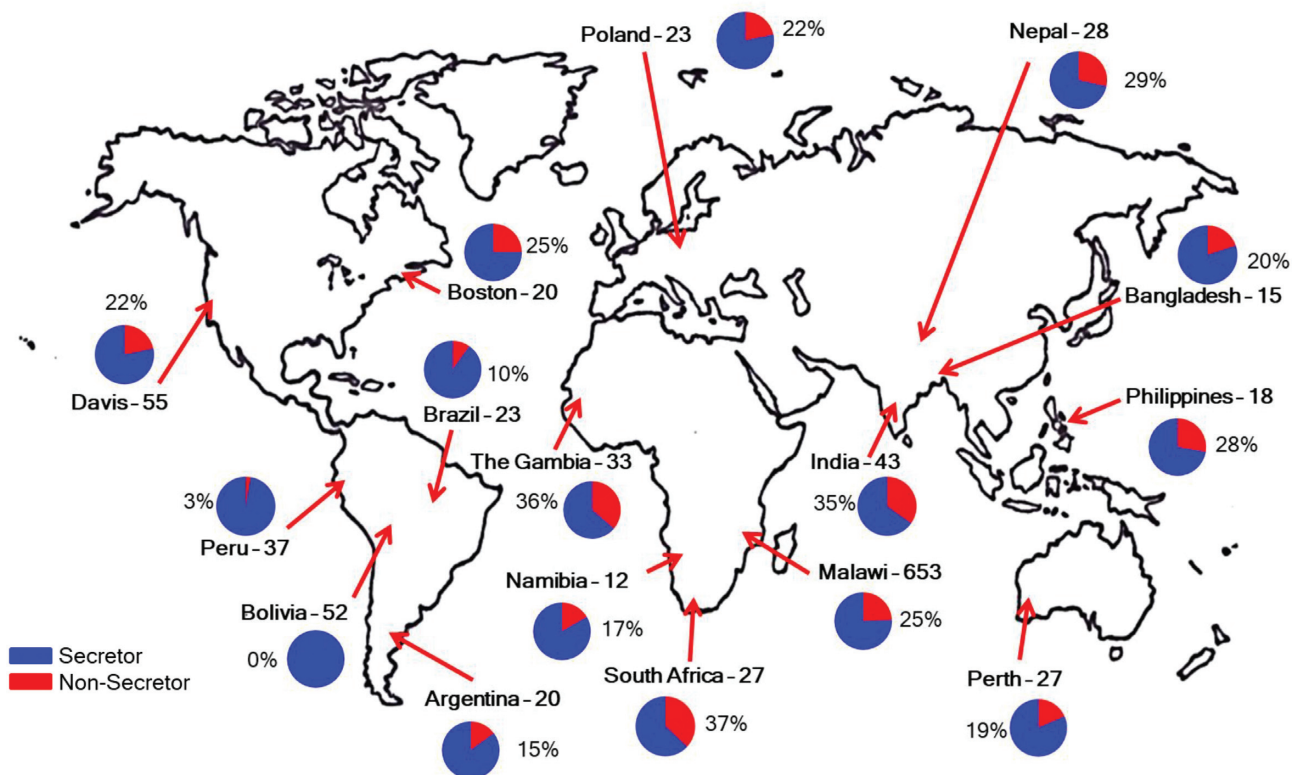 Poland - 23
22%
Nepal - 28
29%
25%
Boston - 20
20%
Bangladesh - 15
22%
Davis - 55
10%
Brazil - 23
Philippines - 18
28%
The Gambia - 33
36%
India - 43
35%
3%
Peru - 37
Namibia - 12
17%
Malawi - 653
25%
Bolivia - 52
0%
Secretor
Non-Secretor
Argentina - 20
15%
South Africa - 27
37%
Perth - 27
19%